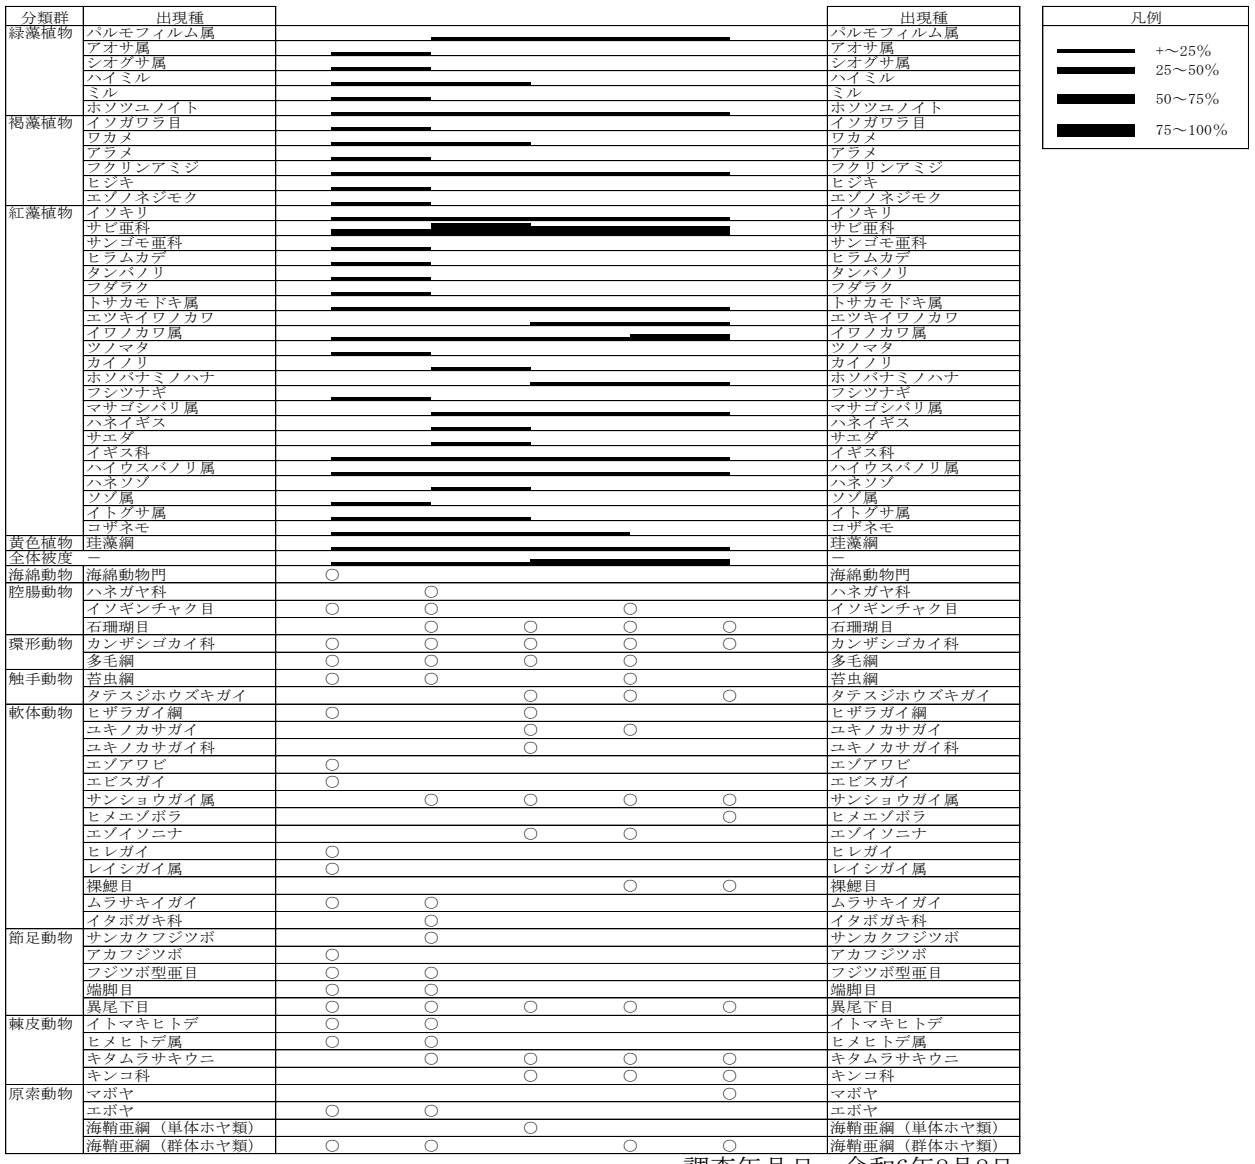 分類群 出現種 出現種 凡例
緑藻植物 パルモフィルム属 パルモフィルム属
アオサ属 アオサ属 +～25%
シオグサ属 シオグサ属 25～50%
ハイミル ハイミル
ミル ミル 50～75%
ホソツユノイト ホソツユノイト
褐藻植物 イソガワラ目 イソガワラ目 75～100%
ワカメ ワカメ
アラメ アラメ
フクリンアミジ フクリンアミジ
ヒジキ ヒジキ
エゾノネジモク エゾノネジモク
紅藻植物 イソキリ イソキリ
サビ亜科 サビ亜科
サンゴモ亜科 サンゴモ亜科
ヒラムカデ ヒラムカデ
タンバノリ タンバノリ
フダラク フダラク
トサカモドキ属 トサカモドキ属
エツキイワノカワ エツキイワノカワ
イワノカワ属 イワノカワ属
ツノマタ ツノマタ
カイノリ カイノリ
ホソバナミノハナ ホソバナミノハナ
フシツナギ フシツナギ
マサゴシバリ属 マサゴシバリ属
ハネイギス ハネイギス
サエダ サエダ
イギス科 イギス科
ハイウスバノリ属 ハイウスバノリ属
ハネソゾ ハネソゾ
ソゾ属 ソゾ属
イトグサ属 イトグサ属
コザネモ コザネモ
黄色植物 珪藻綱 珪藻綱
全体被度 － －
海綿動物 海綿動物門 ○ 海綿動物門
腔腸動物 ハネガヤ科 ○ ハネガヤ科
イソギンチャク目 ○ ○ ○ イソギンチャク目
石珊瑚目 ○ ○ ○ ○ 石珊瑚目
環形動物 カンザシゴカイ科 ○ ○ ○ ○ ○ カンザシゴカイ科
多毛綱 ○ ○ ○ ○ 多毛綱
触手動物 苔虫綱 ○ ○ ○ 苔虫綱
タテスジホウズキガイ ○ ○ ○ タテスジホウズキガイ
軟体動物 ヒザラガイ綱 ○ ○ ヒザラガイ綱
ユキノカサガイ ○ ○ ユキノカサガイ
ユキノカサガイ科 ○ ユキノカサガイ科
エゾアワビ ○ エゾアワビ
エビスガイ ○ エビスガイ
サンショウガイ属 ○ ○ ○ ○ サンショウガイ属
ヒメエゾボラ ○ ヒメエゾボラ
エゾイソニナ ○ ○ エゾイソニナ
ヒレガイ ○ ヒレガイ
レイシガイ属 ○ レイシガイ属
裸鰓目 ○ ○ 裸鰓目
ムラサキイガイ ○ ○ ムラサキイガイ
イタボガキ科 ○ イタボガキ科
節足動物 サンカクフジツボ ○ サンカクフジツボ
アカフジツボ ○ アカフジツボ
フジツボ型亜目 ○ ○ フジツボ型亜目
端脚目 ○ ○ 端脚目
異尾下目 ○ ○ ○ ○ ○ 異尾下目
棘皮動物 イトマキヒトデ ○ ○ イトマキヒトデ
ヒメヒトデ属 ○ ○ ヒメヒトデ属
キタムラサキウニ ○ ○ ○ ○ キタムラサキウニ
キンコ科 ○ ○ ○ キンコ科
原索動物 マボヤ ○ マボヤ
エボヤ ○ ○ エボヤ
海鞘亜綱（単体ホヤ類） ○ 海鞘亜綱（単体ホヤ類）
海鞘亜綱（群体ホヤ類） ○ ○ ○ ○ 海鞘亜綱（群体ホヤ類）